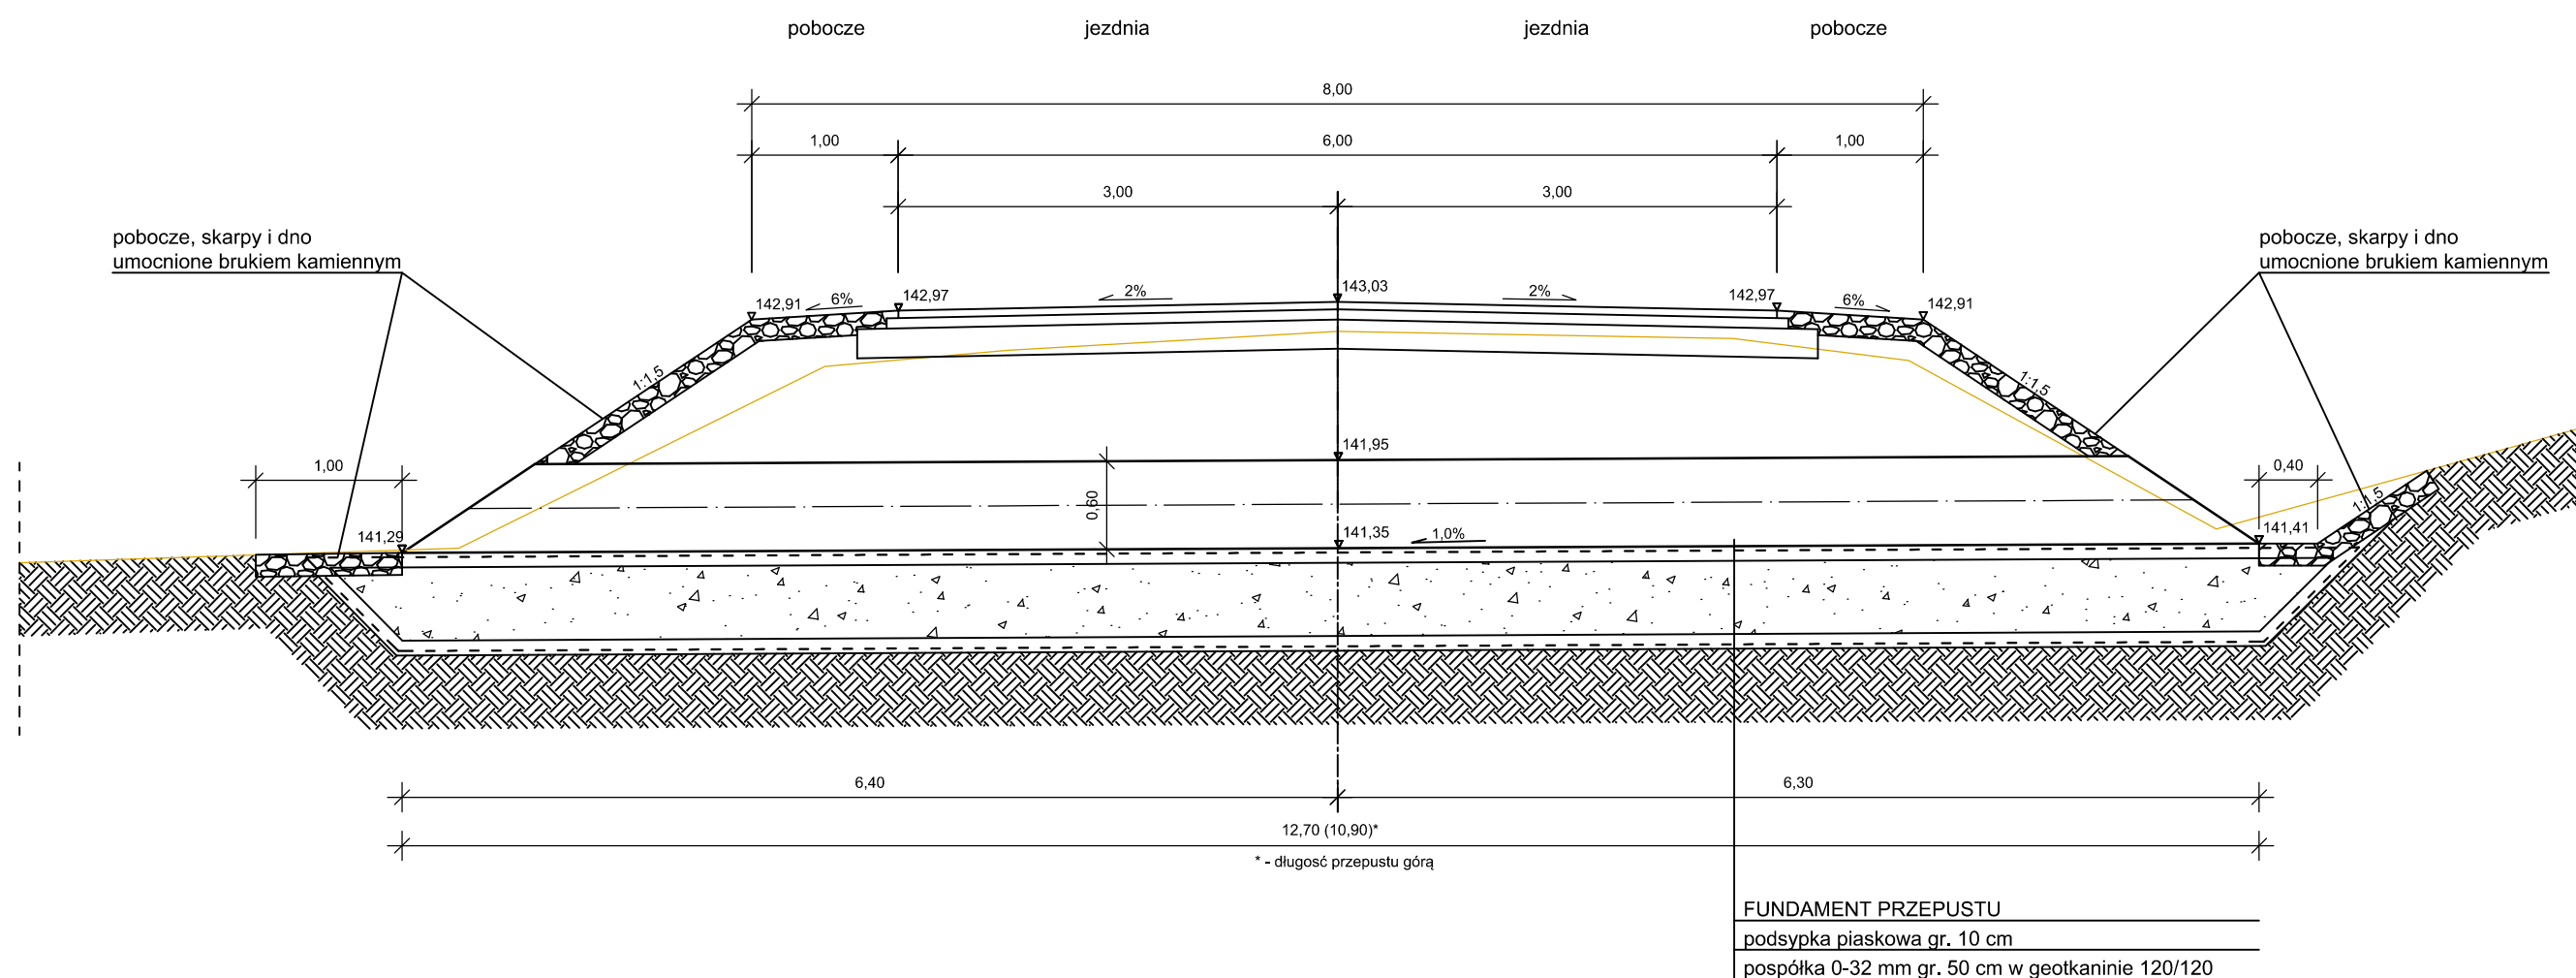 pobocze
jezdnia
jezdnia
pobocze
8,00
1,00
6,00
1,00
3,00
3,00
pobocze, skarpy i dno
umocnione brukiem kamiennym
pobocze, skarpy i dno
umocnione brukiem kamiennym
142,91
6%
142,97
2%
143,03
2%
142,97
6%
142,91
1:1,5
1:1,5
141,95
1,00
0,40
0,60
1:1,5
141,29
141,35
1,0%
141,41
6,40
6,30
12,70 (10,90)*
* - długość przepustu górą
FUNDAMENT PRZEPUSTU
podsypka piaskowa gr. 10 cm
pospółka 0-32 mm gr. 50 cm w geotkaninie 120/120